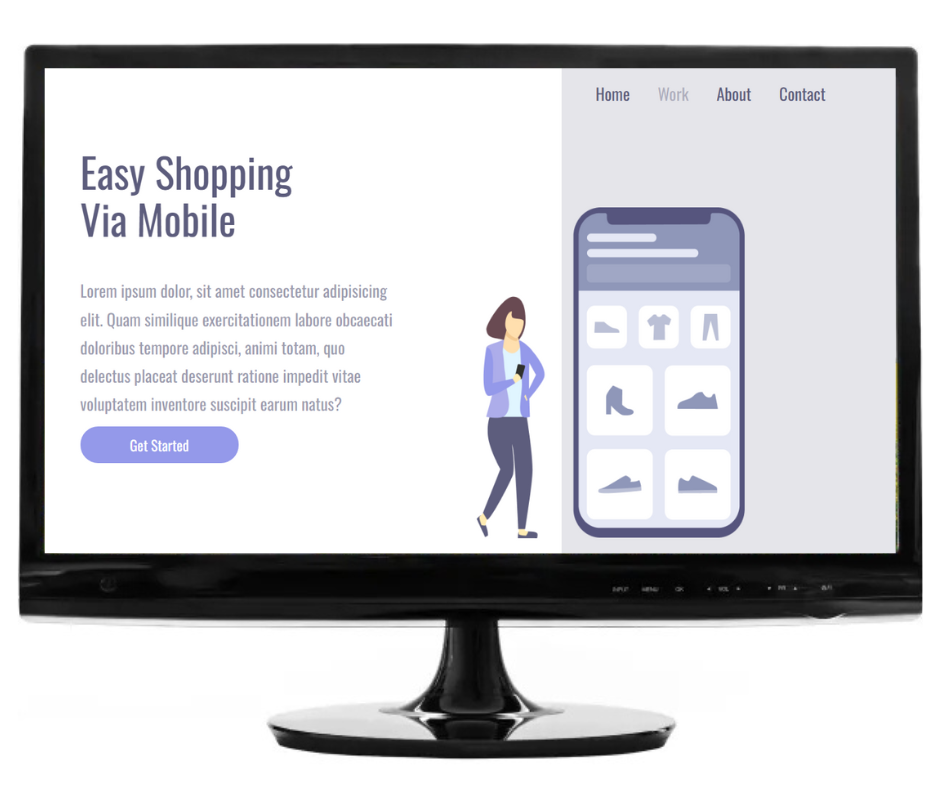 Home Work About Contact
Easy Shopping
Via Mobile
Lorem ipsum dolor, sit amet consectetur adipisicing
elit. Quam similique exercitationem labore obcaecati
doloribus tempore adipisci, animi totam, quo
delectus placeat deserunt ratione impedit vitae
voluptatem inventore suscipit earum natus?
Get Started
INPUT MENU OK VOL